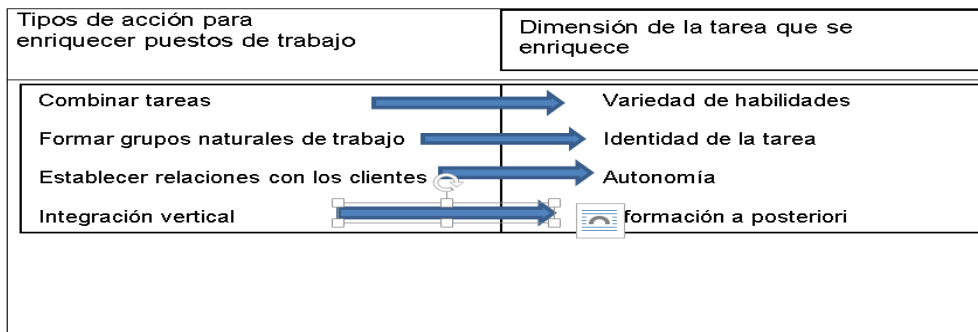 Tipos de acción para
enriquecer puestos de trabajo
Dimensión de la tarea que se
enriquece
Combinar tareas
Variedad de habilidades
Formar grupos naturales de trabajo
Identidad de la tarea
Establecer relaciones con los clientes
Autonomía
Integración vertical
formación a posteriori